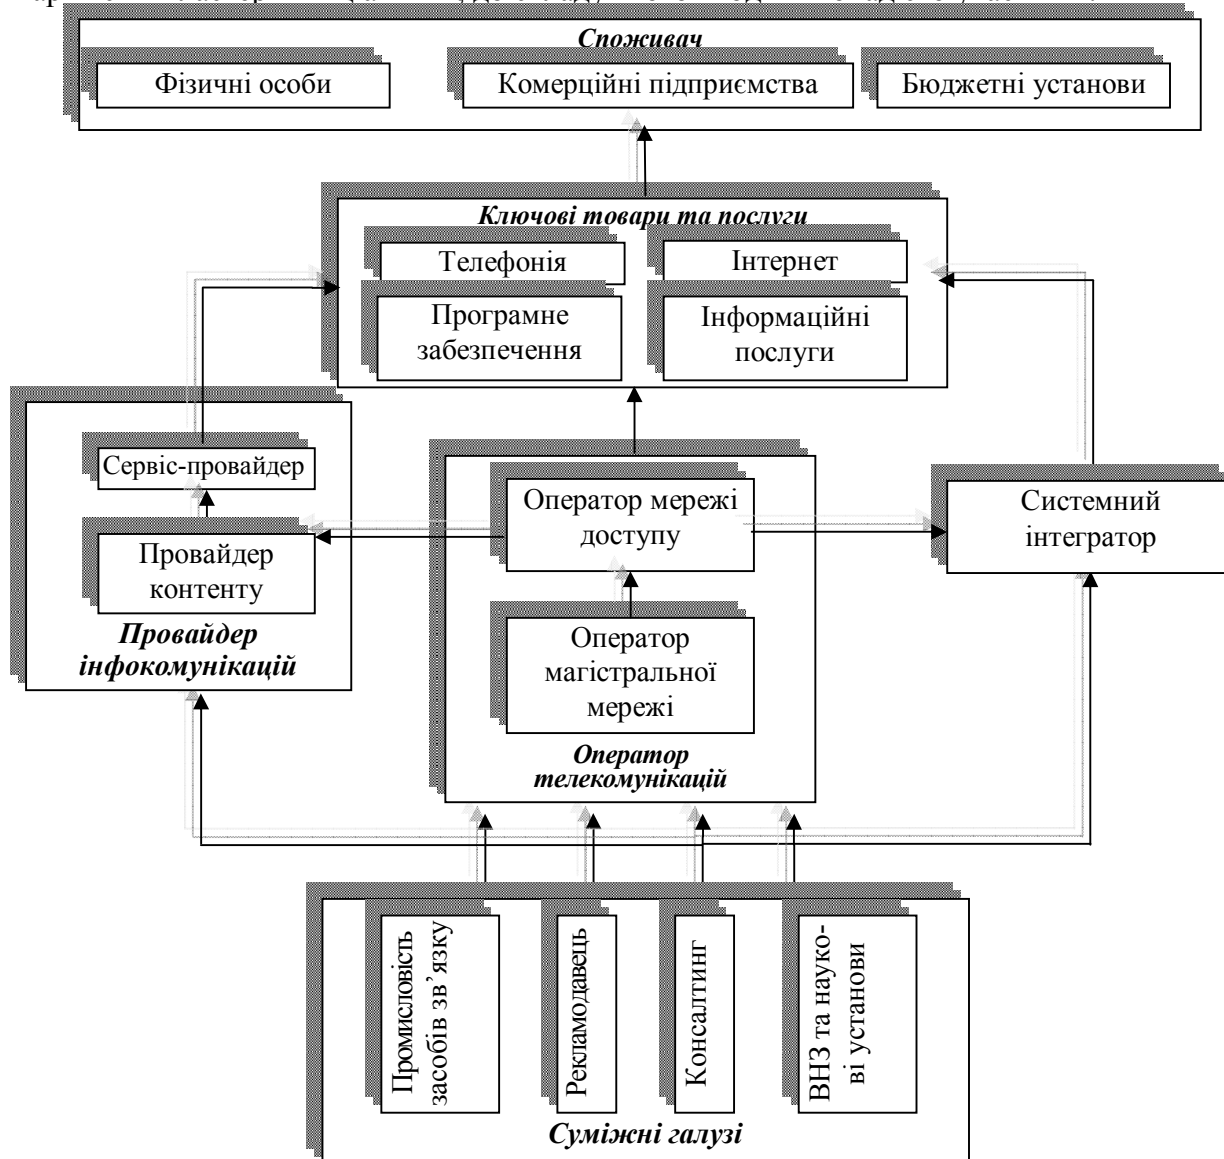 Споживач
Фізичні особи
Комерційні підприємства
Бюджетні установи
Ключові товари та послуги
Телефонія
Інтернет
Програмне
забезпечення
Інформаційні
послуги
Сервіс-провайдер
Провайдер
контенту
Провайдер
інфокомунікацій
Оператор мережі
доступу
Оператор
магістральної
мережі
Оператор
телекомунікацій
Системний
інтегратор
Промисловість
засобів зв’язку
Рекламодавець
Консалтинг
ВНЗ та науко-
ві установи
Суміжні галузі